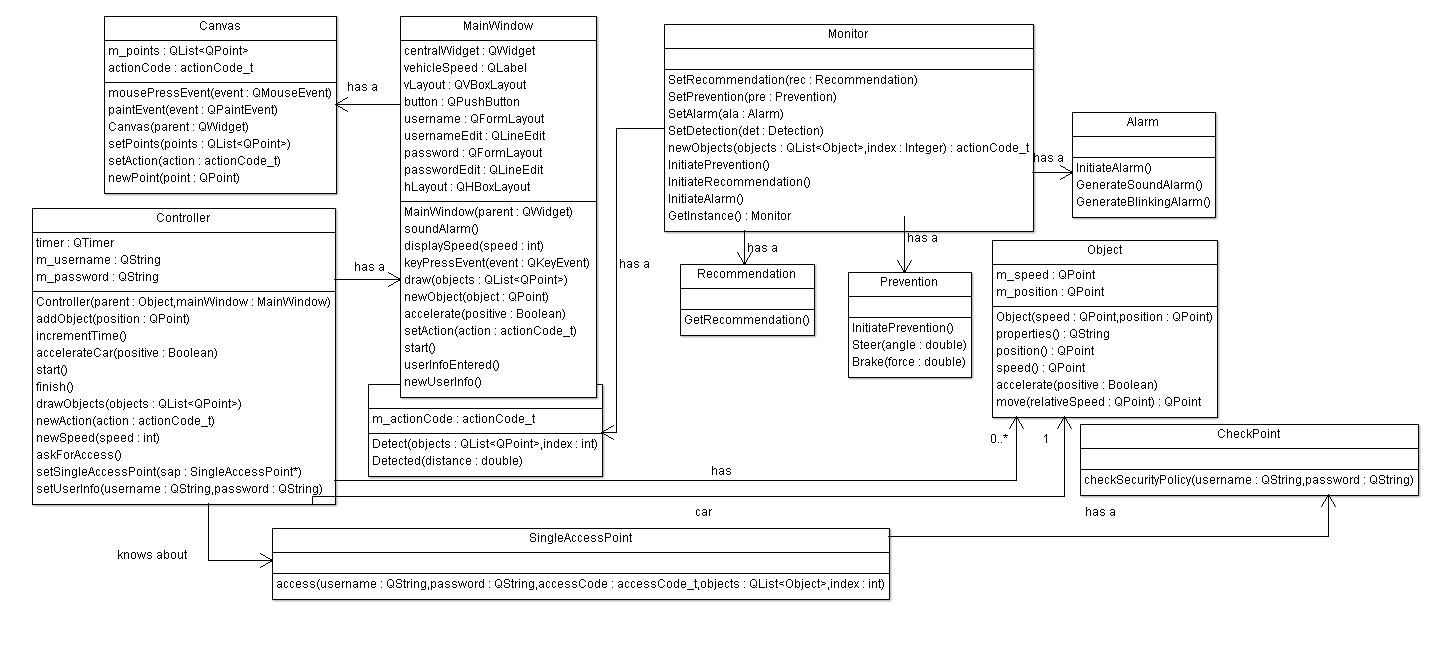 Canvas
m_points : QList<QPoint>
actionCode : actionCode_t
mousePressEvent(event : QMouseEvent)
paintEvent(event : QPaintEvent)
Canvas(parent : QWidget)
setPoints(points : QList<QPoint>)
setAction(action : actionCode_t)
newPoint(point : QPoint)
has a
MainWindow
centralWidget : QWidget
vehicleSpeed : QLabel
vLayout : QVBoxLayout
button : QPushButton
username : QFormLayout
usernameEdit : QLineEdit
password : QFormLayout
passwordEdit : QLineEdit
hLayout : QHBoxLayout
MainWindow(parent : QWidget)
soundAlarm()
displaySpeed(speed : int)
keyPressEvent(event : QKeyEvent)
draw(objects : QList<QPoint>)
newObject(object : QPoint)
accelerate(positive : Boolean)
setAction(action : actionCode_t)
start()
userInfoEntered()
newUserInfo()
Monitor
SetRecommendation(rec : Recommendation)
SetPrevention(pre : Prevention)
SetAlarm(ala : Alarm)
SetDetection(det : Detection)
newObjects(objects : QList<Object>,index : Integer) : actionCode_t
InitiatePrevention()
InitiateRecommendation()
InitiateAlarm()
GetInstance() : Monitor
has a
Alarm
InitiateAlarm()
GenerateSoundAlarm()
GenerateBlinkingAlarm()
Controller
timer : QTimer
m_username : QString
m_password : QString
Controller(parent : Object,mainWindow : MainWindow)
addObject(position : QPoint)
incrementTime()
accelerateCar(positive : Boolean)
start()
finish()
drawObjects(objects : QList<QPoint>)
newAction(action : actionCode_t)
newSpeed(speed : int)
askForAccess()
setSingleAccessPoint(sap : SingleAccessPoint*)
setUserInfo(username : QString,password : QString)
has a
has a
has a
has a
Recommendation
GetRecommendation()
Prevention
InitiatePrevention()
Steer(angle : double)
Brake(force : double)
Object
m_speed : QPoint
m_position : QPoint
Object(speed : QPoint,position : QPoint)
properties() : QString
position() : QPoint
speed() : QPoint
accelerate(positive : Boolean)
move(relativeSpeed : QPoint) : QPoint
m_actionCode : actionCode_t
Detect(objects : QList<QPoint>,index : int)
Detected(distance : double)
0..*
1
has
car
CheckPoint
checkSecurityPolicy(username : QString,password : QString)
has a
knows about
SingleAccessPoint
access(username : QString,password : QString,accessCode : accessCode_t,objects : QList<Object>,index : int)